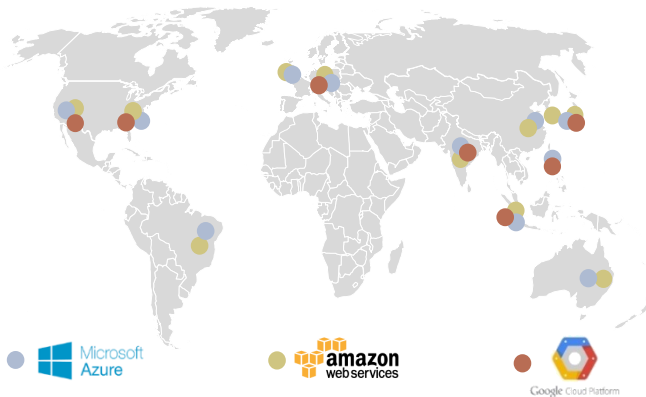 Microsoft
Azure
amazon
webservices
Google Cloud Platform